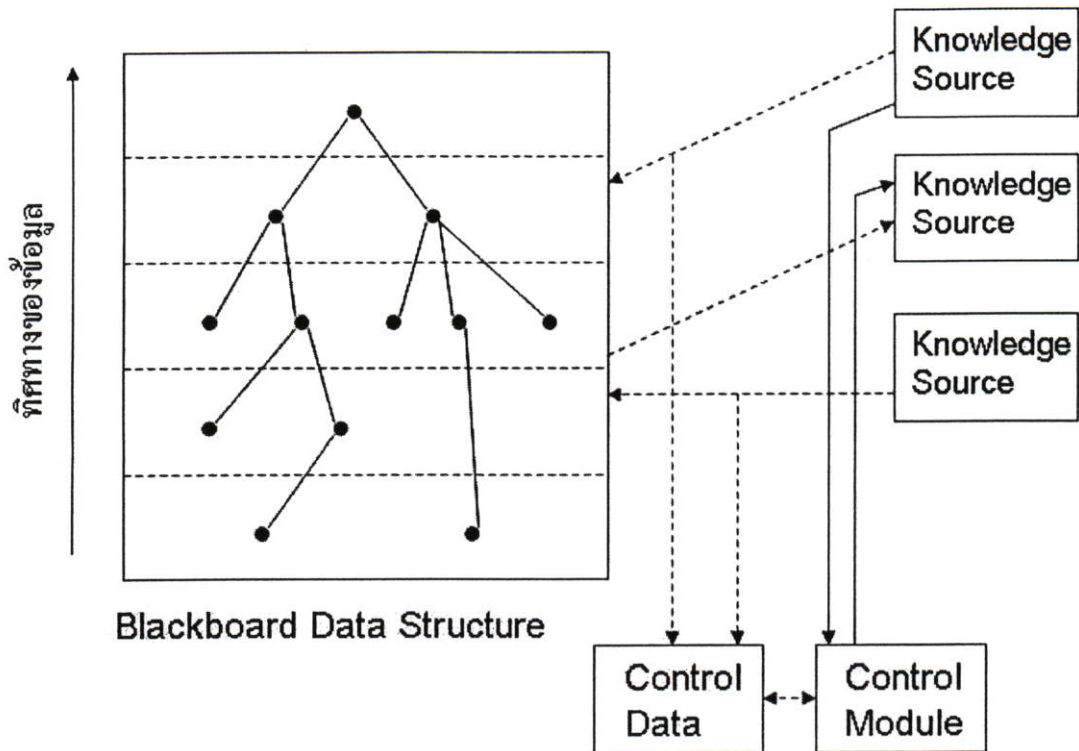 Knowledge
Source
Knowledge
Source
Knowledge
Source
ทิศทางของข้อมูล
Blackboard Data Structure
Control
Data
Control
Module